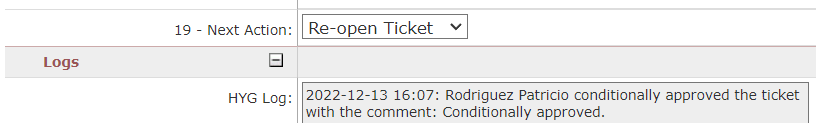 19 - Next Action: Re-open Ticket
Logs
HYG Log: 2022-12-13 16:07: Rodriguez Patricio conditionally approved the ticket
with the comment: Conditionally approved.